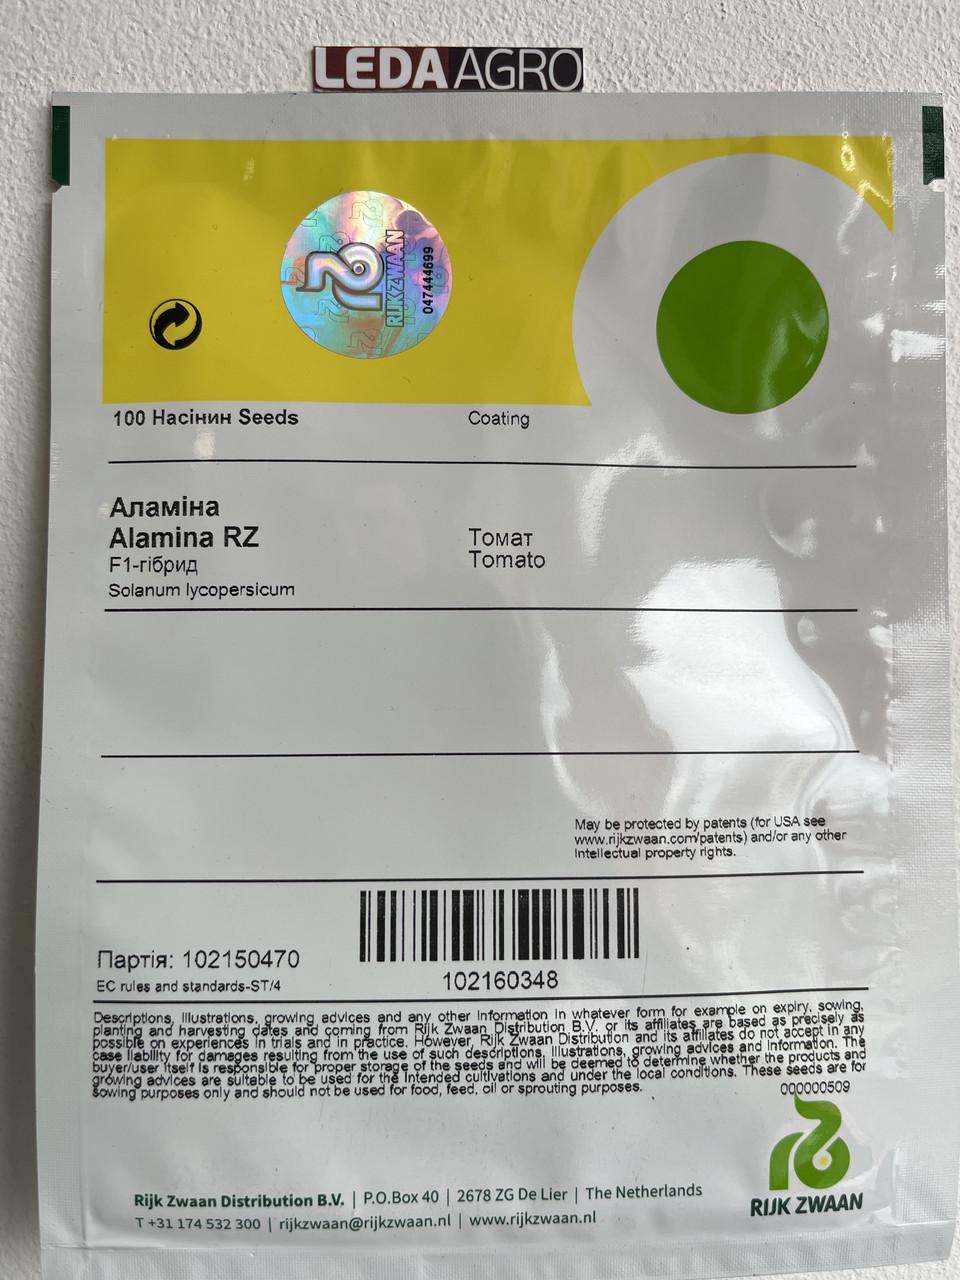 LEDA AGRO
RIJK ZWAAN
047444699
100 Насінин Seeds
Coating
Аламіна
Alamina RZ
F1-гібрид
Solanum lycopersicum
Томат
Tomato
May be protected by patents (for USA see
www.rijkzwaan.com/patents) and/or any other
intellectual property rights.
Партія: 102150470
EC rules and standards-ST/4
102160348
Descriptions, illustrations, growing advices and any other information in whatever form for example on expiry, sowing,
planting and harvesting dates and coming from Rijk Zwaan Distribution B.V. or its affiliates are based as precisely as
possible on experiences in trials and in practice. However, Rijk Zwaan Distribution and its affiliates do not accept in any
case liability for damages resulting from the use of such descriptions, illustrations, growing advices and information. The
buyer/user itself is responsible for proper storage of the seeds and will be deemed to determine whether the products and
growing advices are suitable to be used for the intended cultivations and under the local conditions. These seeds are for
sowing purposes only and should not be used for food, feed, oil or sprouting purposes.
000000509
RIJK ZWAAN
Rijk Zwaan Distribution B.V. | P.O.Box 40 | 2678 ZG De Lier | The Netherlands
T +31 174 532 300 | rijkzwaan@rijkzwaan.nl | www.rijkzwaan.nl